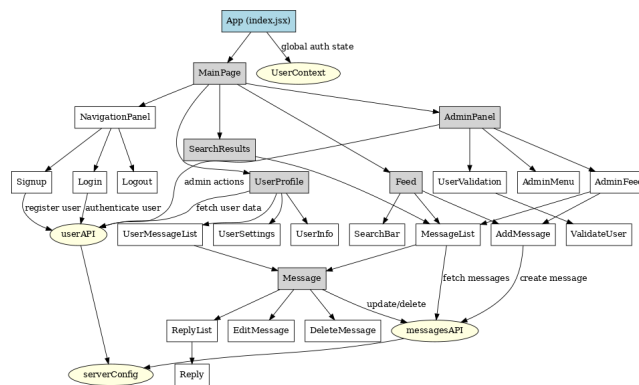 App (index.jsx)
global auth state
MainPage
UserContext
NavigationPanel
AdminPanel
SearchResults
Signup
Login
Logout
admin actions
UserProfile
Feed
UserValidation
AdminMenu
AdminFeed
register user
authenticate user
fetch user data
userAPI
UserMessageList
UserSettings
UserInfo
SearchBar
MessageList
AddMessage
ValidateUser
Message
fetch messages
create message
update/delete
ReplyList
EditMessage
DeleteMessage
messagesAPI
serverConfig
Reply